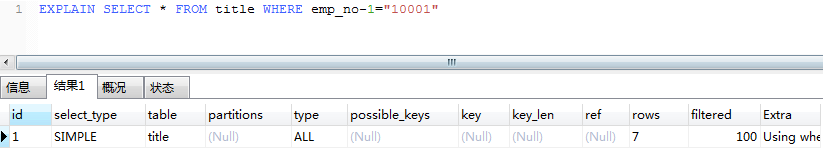 1 EXPLAIN SELECT * FROM title WHERE emp_no-1="10001"
信息 结果1 概况 状态
id select_type table partitions type possible_keys key key_len ref rows filtered Extra
1 SIMPLE title (Null) ALL (Null) (Null) (Null) (Null) 7 100 Using whe